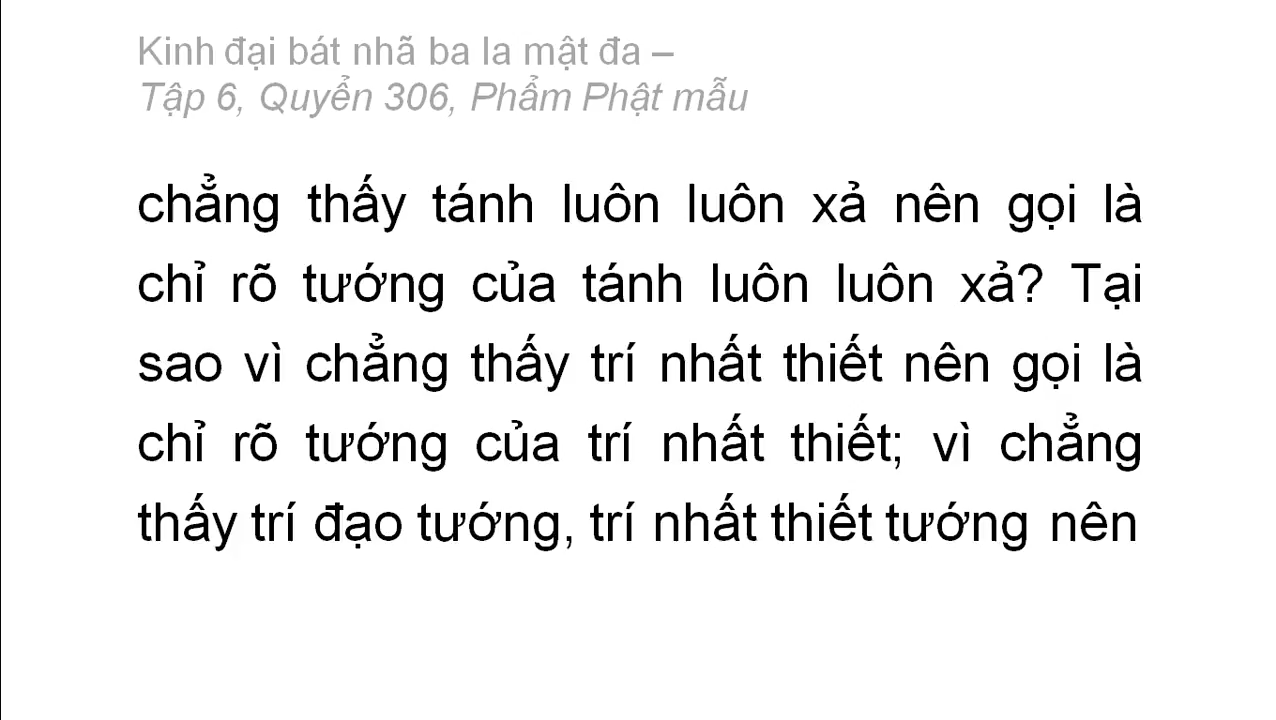 Kinh đại bát nhã ba la mật đa –
Tập 6, Quyển 306, Phẩm Phật mẫu
chẳng thấy tánh luôn luôn xả nên gọi là
chỉ rõ tướng của tánh luôn luôn xả? Tại
sao vì chẳng thấy trí nhất thiết nên gọi là
chỉ rõ tướng của trí nhất thiết; vì chẳng
thấy trí đạo tướng, trí nhất thiết tướng nên